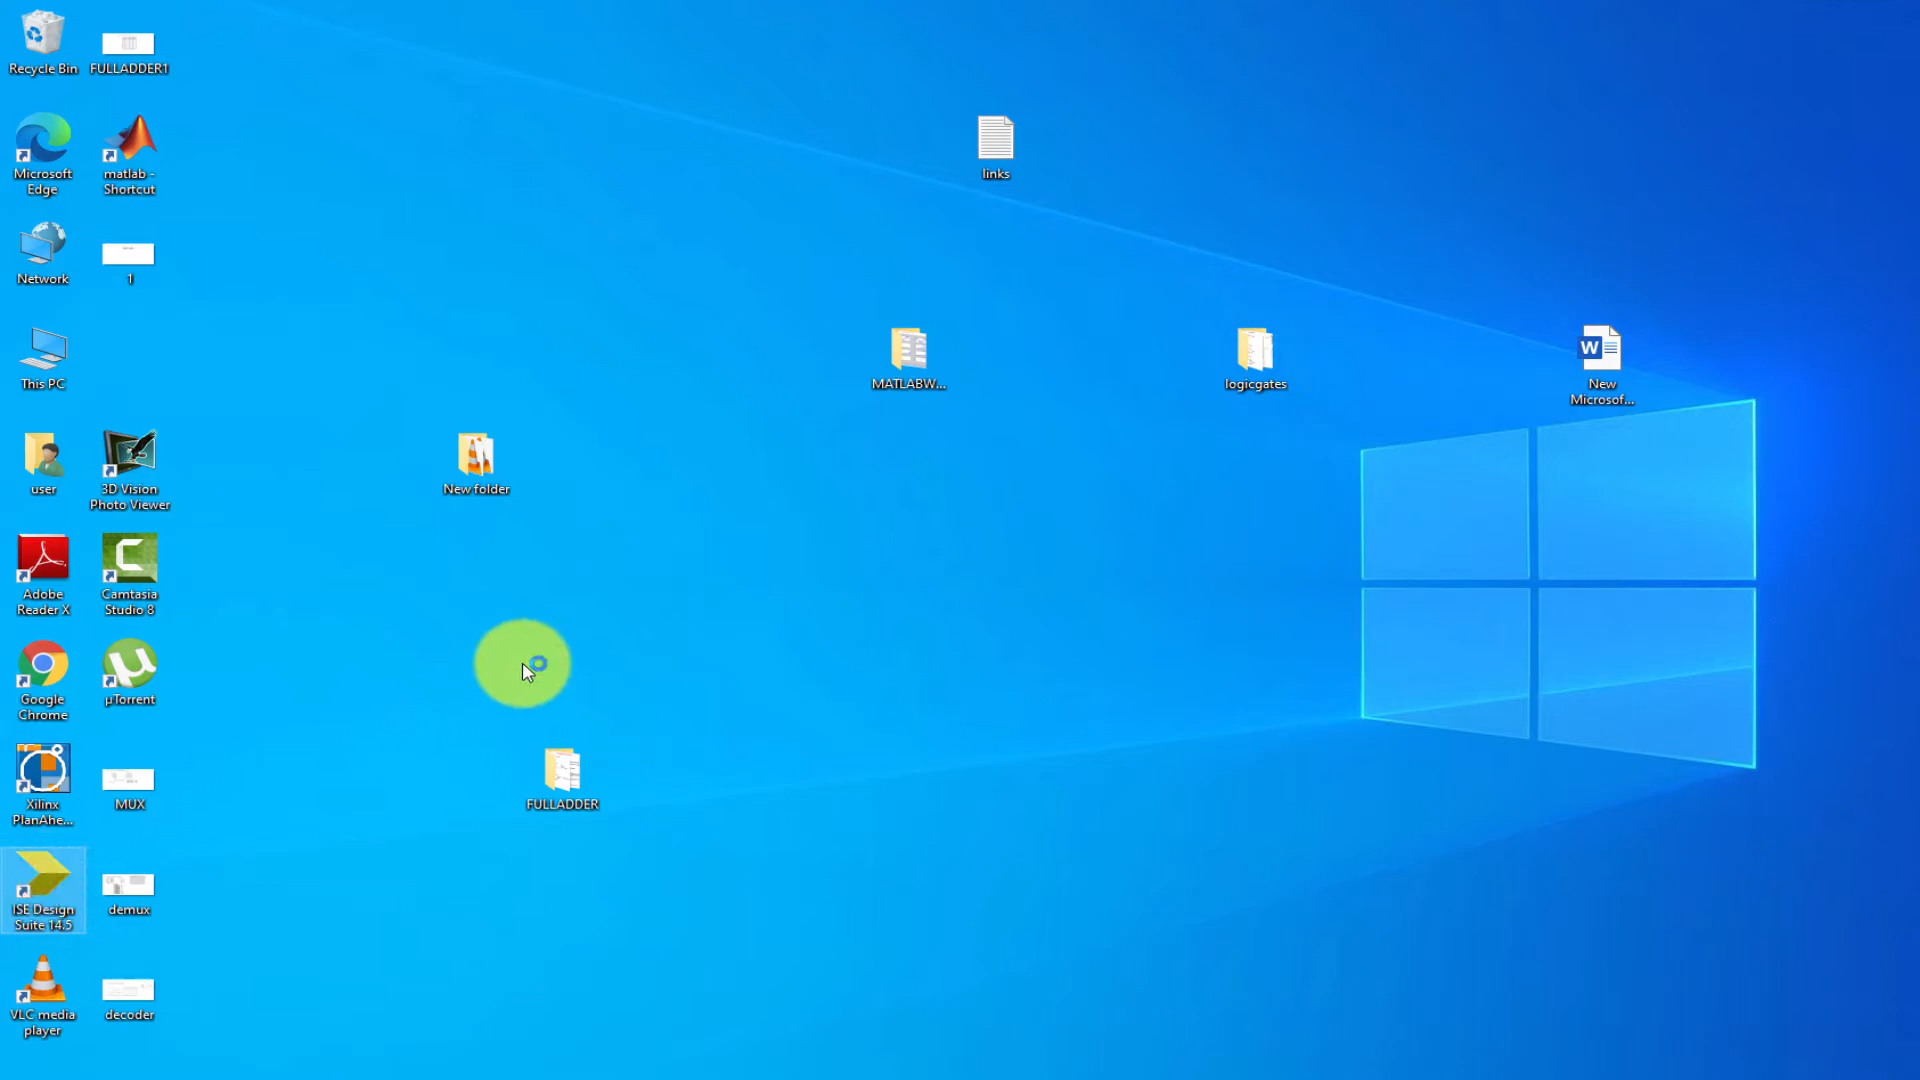 Recycle Bin
FULLADDER1
Microsoft
Edge
matlab -
Shortcut
Network
1
This PC
user
3D Vision
Photo Viewer
Adobe
Reader X
Camtasia
Studio 8
Google
Chrome
µTorrent
Xilinx
PlanAhe...
MUX
ISE Design
Suite 14.5
demux
VLC media
player
decoder
links
MATLABW...
logicgates
New
Microsof...
New folder
FULLADDER